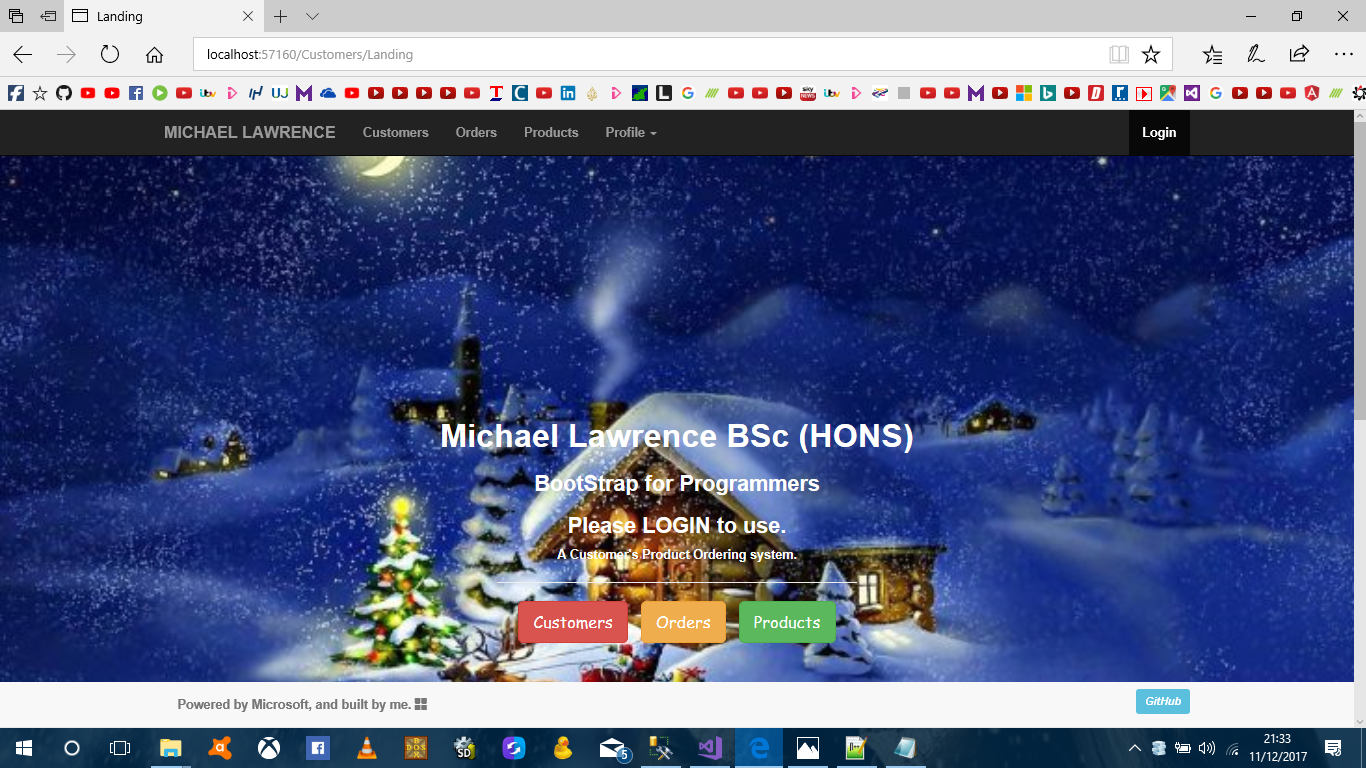 Landing
localhost:57160/Customers/Landing
MICHAEL LAWRENCE Customers Orders Products Profile Login
Michael Lawrence BSc (HONS)
BootStrap for Programmers
Please LOGIN to use.
A Customer's Product Ordering system.
Customers Orders Products
Powered by Microsoft, and built by me. GitHub
21:33
11/12/2017